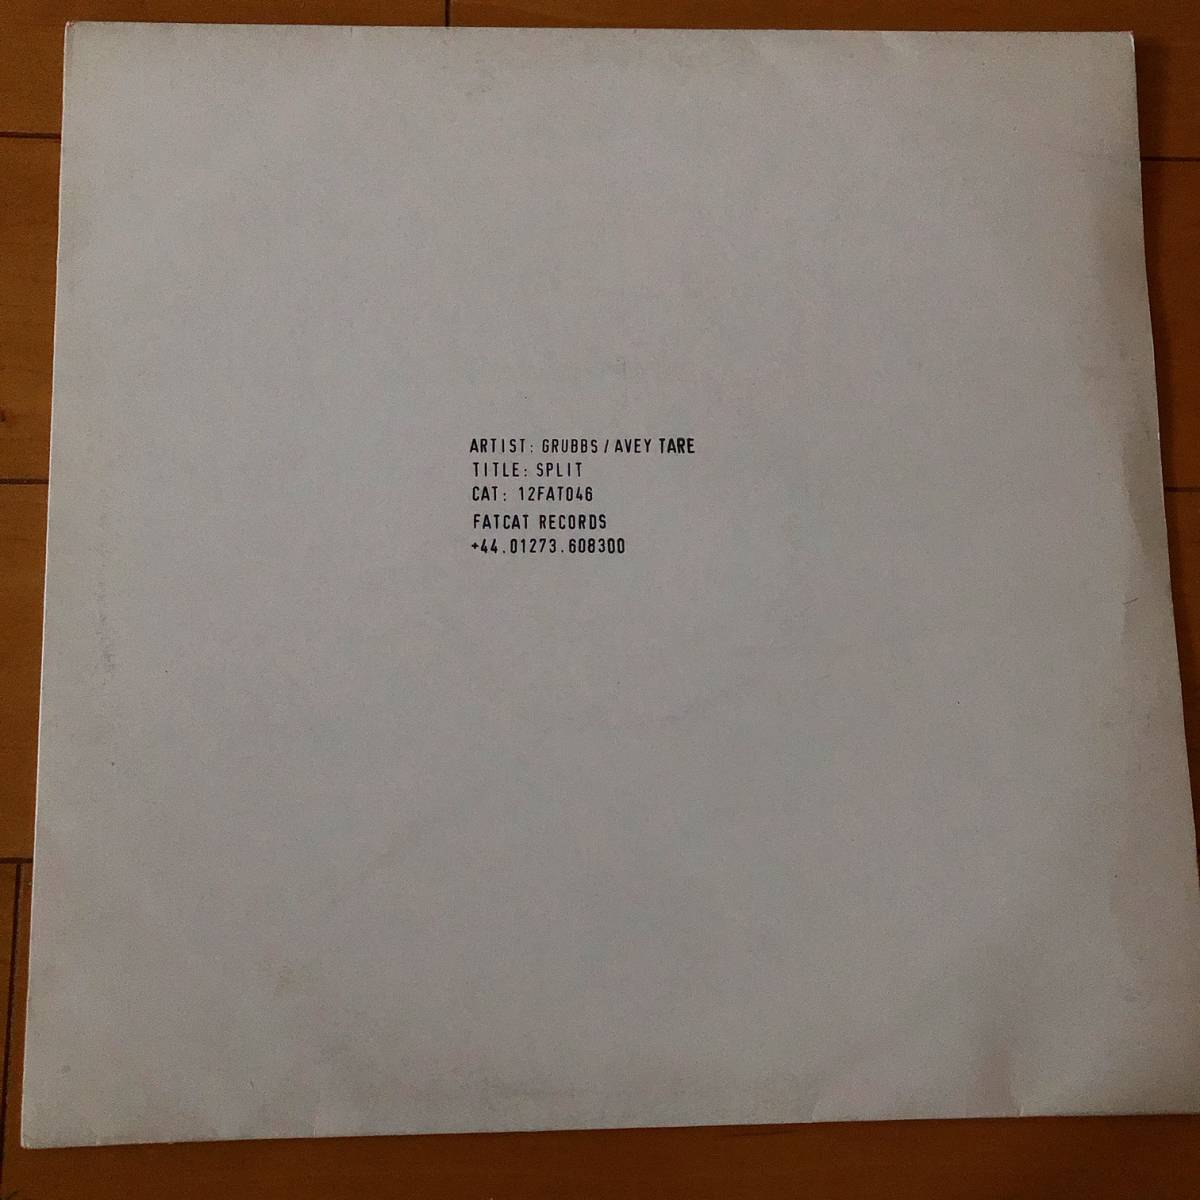 ARTIST: GRUBBS / AVEY TARE
TITLE: SPLIT
CAT: 12FAT046
FATCAT RECORDS
+44.01273.608300